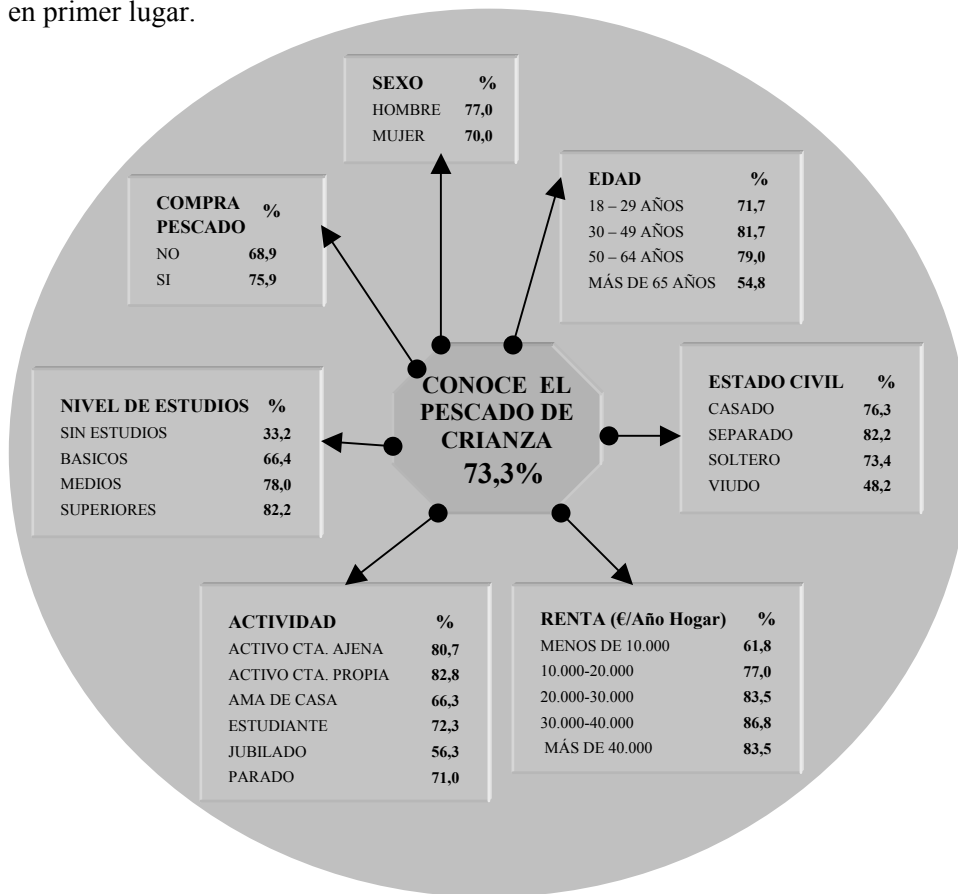 en primer lugar.
SEXO %
HOMBRE 77,0
MUJER 70,0
EDAD %
18 – 29 AÑOS 71,7
30 – 49 AÑOS 81,7
50 – 64 AÑOS 79,0
MÁS DE 65 AÑOS 54,8
COMPRA %
PESCADO
NO 68,9
SI 75,9
CONOCE EL
PESCADO DE
CRIANZA
73,3%
ESTADO CIVIL %
CASADO 76,3
SEPARADO 82,2
SOLTERO 73,4
VIUDO 48,2
NIVEL DE ESTUDIOS %
SIN ESTUDIOS 33,2
BASICOS 66,4
MEDIOS 78,0
SUPERIORES 82,2
ACTIVIDAD %
ACTIVO CTA. AJENA 80,7
ACTIVO CTA. PROPIA 82,8
AMA DE CASA 66,3
ESTUDIANTE 72,3
JUBILADO 56,3
PARADO 71,0
RENTA (€/Año Hogar) %
MENOS DE 10.000 61,8
10.000-20.000 77,0
20.000-30.000 83,5
30.000-40.000 86,8
MÁS DE 40.000 83,5